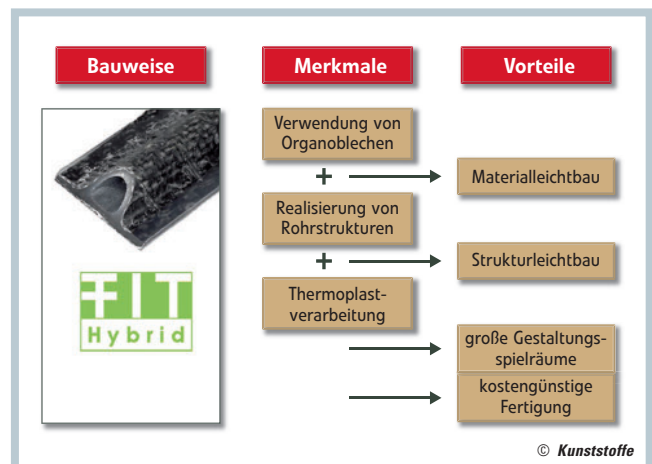 Bauweise
Merkmale
Vorteile
FIT
Hybrid
Verwendung von
Organoblechen
+
Materialleichtbau
Realisierung von
Rohrstrukturen
+
Strukturleichtbau
Thermoplast-
verarbeitung
große Gestaltungs-
spielräume
kostengünstige
Fertigung
© Kunststoffe